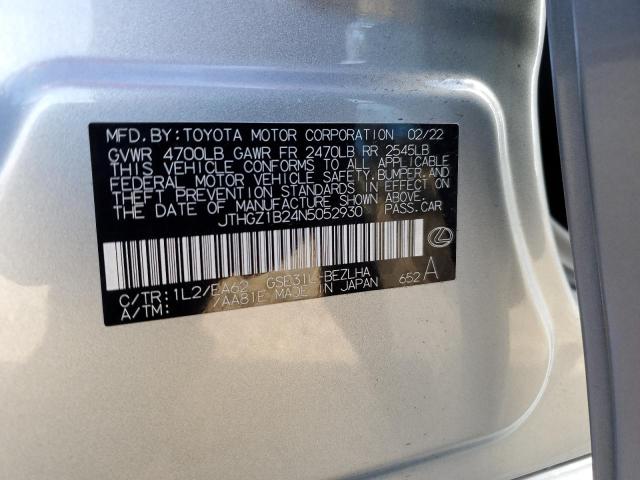 MFD. BY: TOYOTA MOTOR CORPORATION 02/22
GVWR 4700LB GAWR FR 2470LB RR 2545LB
THIS VEHICLE CONFORMS TO ALL APPLICABLE
FEDERAL MOTOR VEHICLE SAFETY, BUMPER, AND
THEFT PREVENTION STANDARDS IN EFFECT ON
THE DATE OF MANUFACTURE SHOWN ABOVE.
JTHGZ1B24N5052930 PASS. CAR
C/TR: 1L2/EA62 GSE31L-BEZLHA
A/TM: /AA81E MADE IN JAPAN 652 A